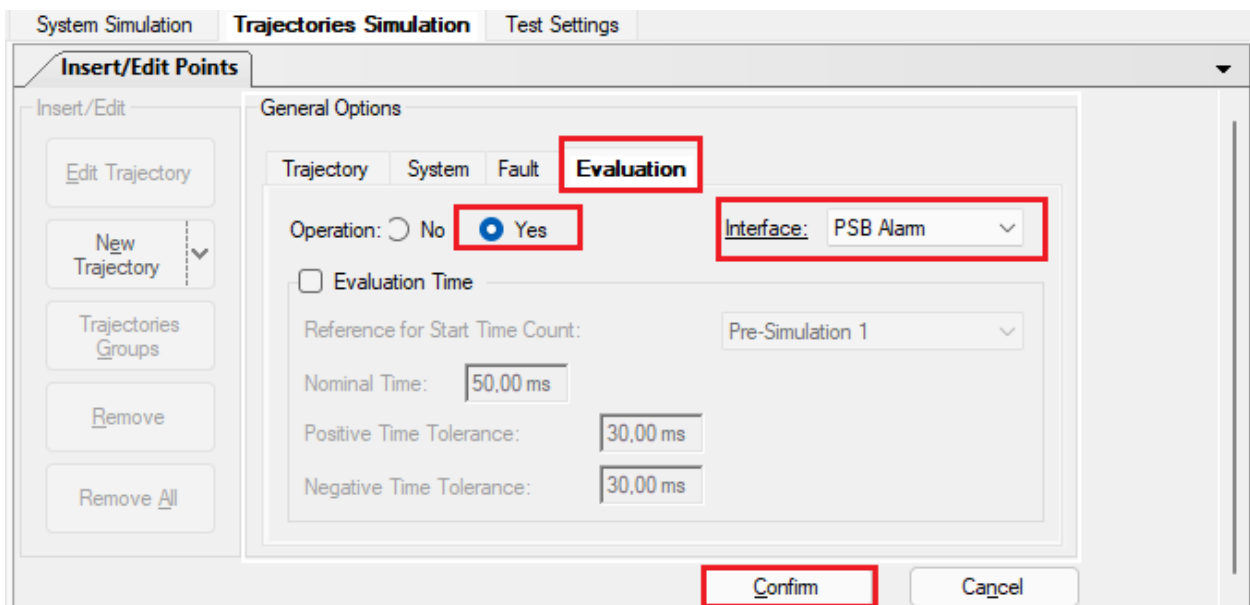 System Simulation Trajectories Simulation Test Settings
Insert/Edit Points
Insert/Edit
General Options
Edit Trajectory
Trajectory System Fault Evaluation
Operation: No Yes Interface: PSB Alarm
New
Trajectory
Evaluation Time
Reference for Start Time Count: Pre-Simulation 1
Trajectories
Groups
Nominal Time: 50,00 ms
Remove
Positive Time Tolerance: 30,00 ms
Negative Time Tolerance: 30,00 ms
Remove All
Confirm Cancel